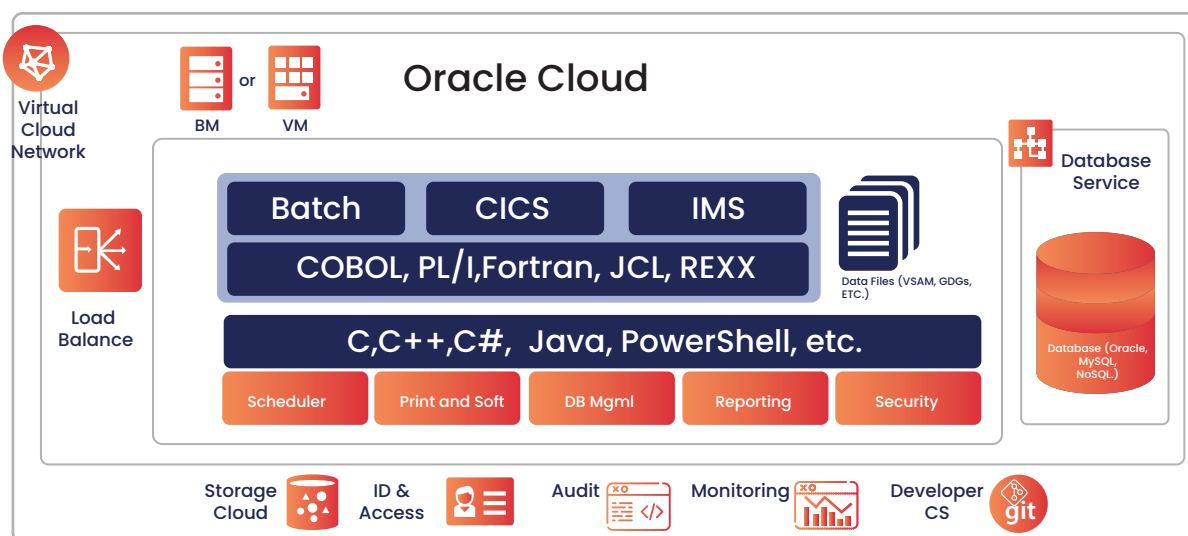 Oracle Cloud
Virtual
Cloud
Network
or
BM
VM
Load
Balance
Batch
CICS
IMS
COBOL, PL/I,Fortran, JCL, REXX
Data Files (VSAM, GDGs,
ETC.)
C,C++,C#, Java, PowerShell, etc.
Scheduler
Print and Soft
DB Mgml
Reporting
Security
Database
Service
Database (Oracle,
MySQL,
NoSQL.)
Storage
Cloud
ID &
Access
Audit
Monitoring
Developer
CS
git